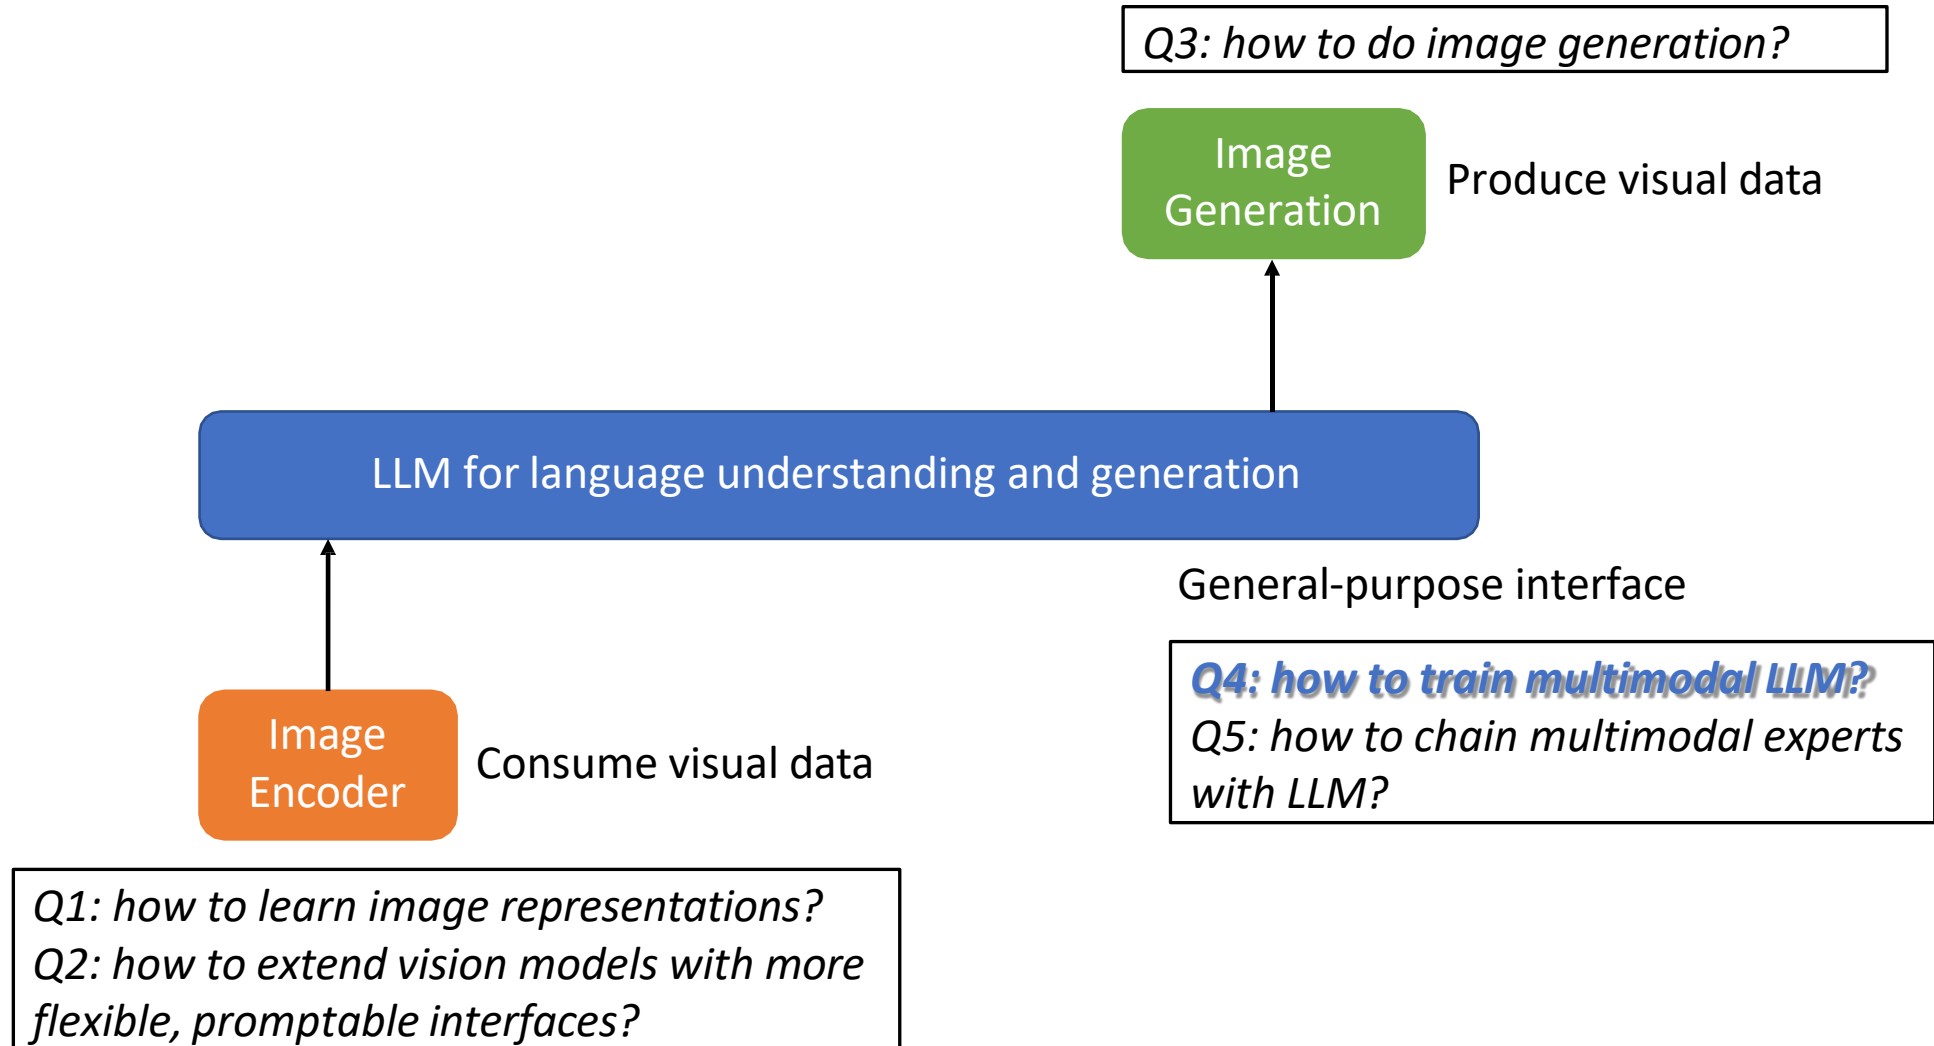 Q3: how to do image generation?
Image
Generation
Produce visual data
LLM for language understanding and generation
General-purpose interface
Q4: how to train multimodal LLM?
Q5: how to chain multimodal experts
with LLM?
Image
Encoder
Consume visual data
Q1: how to learn image representations?
Q2: how to extend vision models with more
flexible, promptable interfaces?